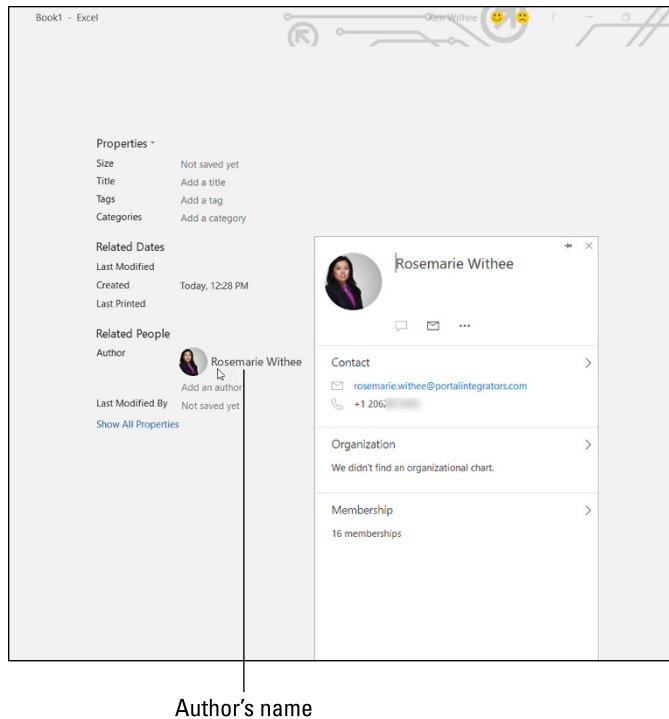 Book1 - Excel
Ken Withee
?
Properties
Size Not saved yet
Title Add a title
Tags Add a tag
Categories Add a category
Related Dates
Last Modified
Created Today, 12:28 PM
Last Printed
Related People
Author Rosemarie Withee
Add an author
Last Modified By Not saved yet
Show All Properties
Rosemarie Withee
Contact
rosemarie.withee@portalintegrators.com
+1 206
Organization
We didn't find an organizational chart.
Membership
16 memberships
Author's name